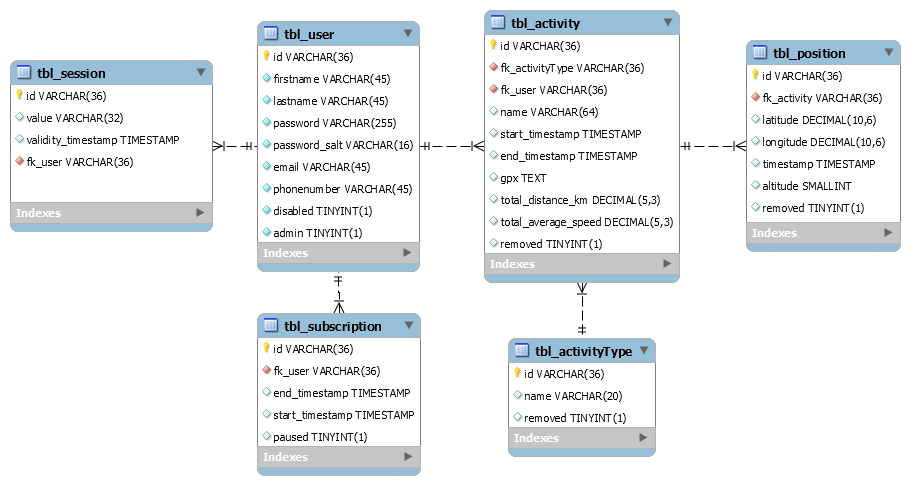 tbl_session
id VARCHAR(36)
value VARCHAR(32)
validity_timestamp TIMESTAMP
fk_user VARCHAR(36)
Indexes
tbl_user
id VARCHAR(36)
firstname VARCHAR(45)
lastname VARCHAR(45)
password VARCHAR(255)
password_salt VARCHAR(16)
email VARCHAR(45)
phonenumber VARCHAR(45)
disabled TINYINT(1)
admin TINYINT(1)
Indexes
tbl_activity
id VARCHAR(36)
fk_activityType VARCHAR(36)
fk_user VARCHAR(36)
name VARCHAR(64)
start_timestamp TIMESTAMP
end_timestamp TIMESTAMP
gpx TEXT
total_distance_km DECIMAL(5,3)
total_average_speed DECIMAL(5,3)
removed TINYINT(1)
Indexes
tbl_position
id VARCHAR(36)
fk_activity VARCHAR(36)
latitude DECIMAL(10,6)
longitude DECIMAL(10,6)
timestamp TIMESTAMP
altitude SMALLINT
removed TINYINT(1)
Indexes
tbl_subscription
id VARCHAR(36)
fk_user VARCHAR(36)
end_timestamp TIMESTAMP
start_timestamp TIMESTAMP
paused TINYINT(1)
Indexes
tbl_activityType
id VARCHAR(36)
name VARCHAR(20)
removed TINYINT(1)
Indexes